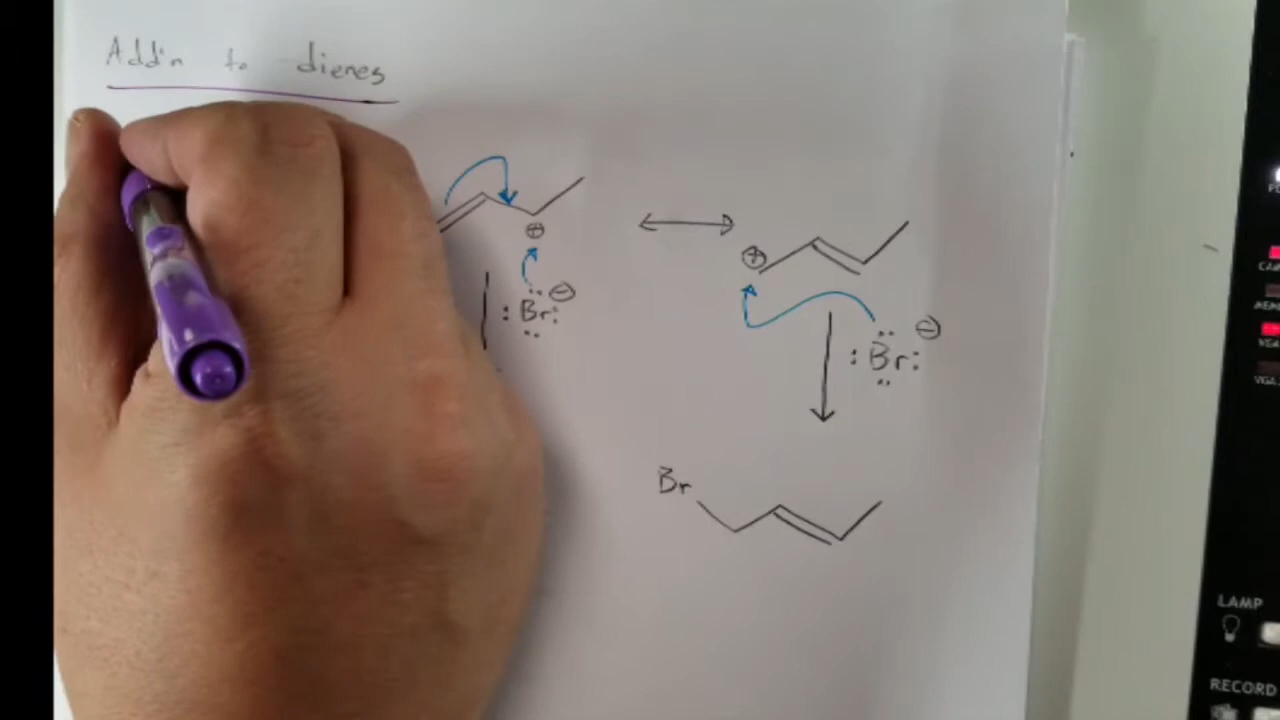 Add'n to dienes
⊕
⊕
:Br: ⊖
:Br: ⊖
Br
LAMP
RECORD